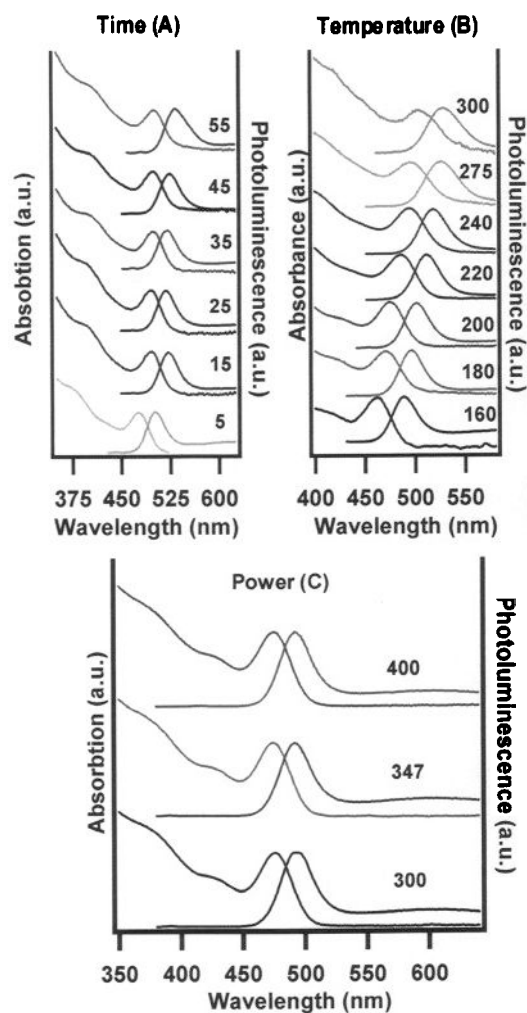 Time (A)
Absobtion (a.u.)
55
45
35
25
15
5
Photoluminescence (a.u.)
375 450 525 600
Wavelength (nm)
Temperature (B)
Absorbance (a.u.)
300
275
240
220
200
180
160
Photoluminescence (a.u.)
400 450 500 550
Wavelength (nm)
Power (C)
Absorbtion (a.u.)
400
347
300
Photoluminescence (a.u.)
350 400 450 500 550 600
Wavelength (nm)